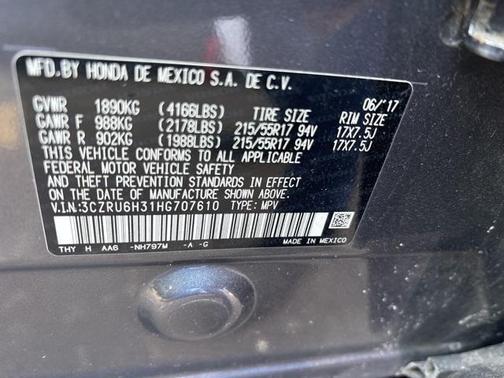 MFD.BY HONDA DE MEXICO S.A. DE C.V.
06/'17
GVWR 1890KG (4166LBS) TIRE SIZE RIM SIZE
GAWR F 988KG (2178LBS) 215/55R17 94V 17X7.5J
GAWR R 902KG (1988LBS) 215/55R17 94V 17X7.5J
THIS VEHICLE CONFORMS TO ALL APPLICABLE
FEDERAL MOTOR VEHICLE SAFETY AND THEFT
PREVENTION STANDARDS IN EFFECT ON THE DATE
OF MANUFACTURE SHOWN ABOVE.
V.I.N.:3CZRU6H31HG707610 TYPE: MPV
THY H AA6 -NH797M -A -G
MADE IN MEXICO